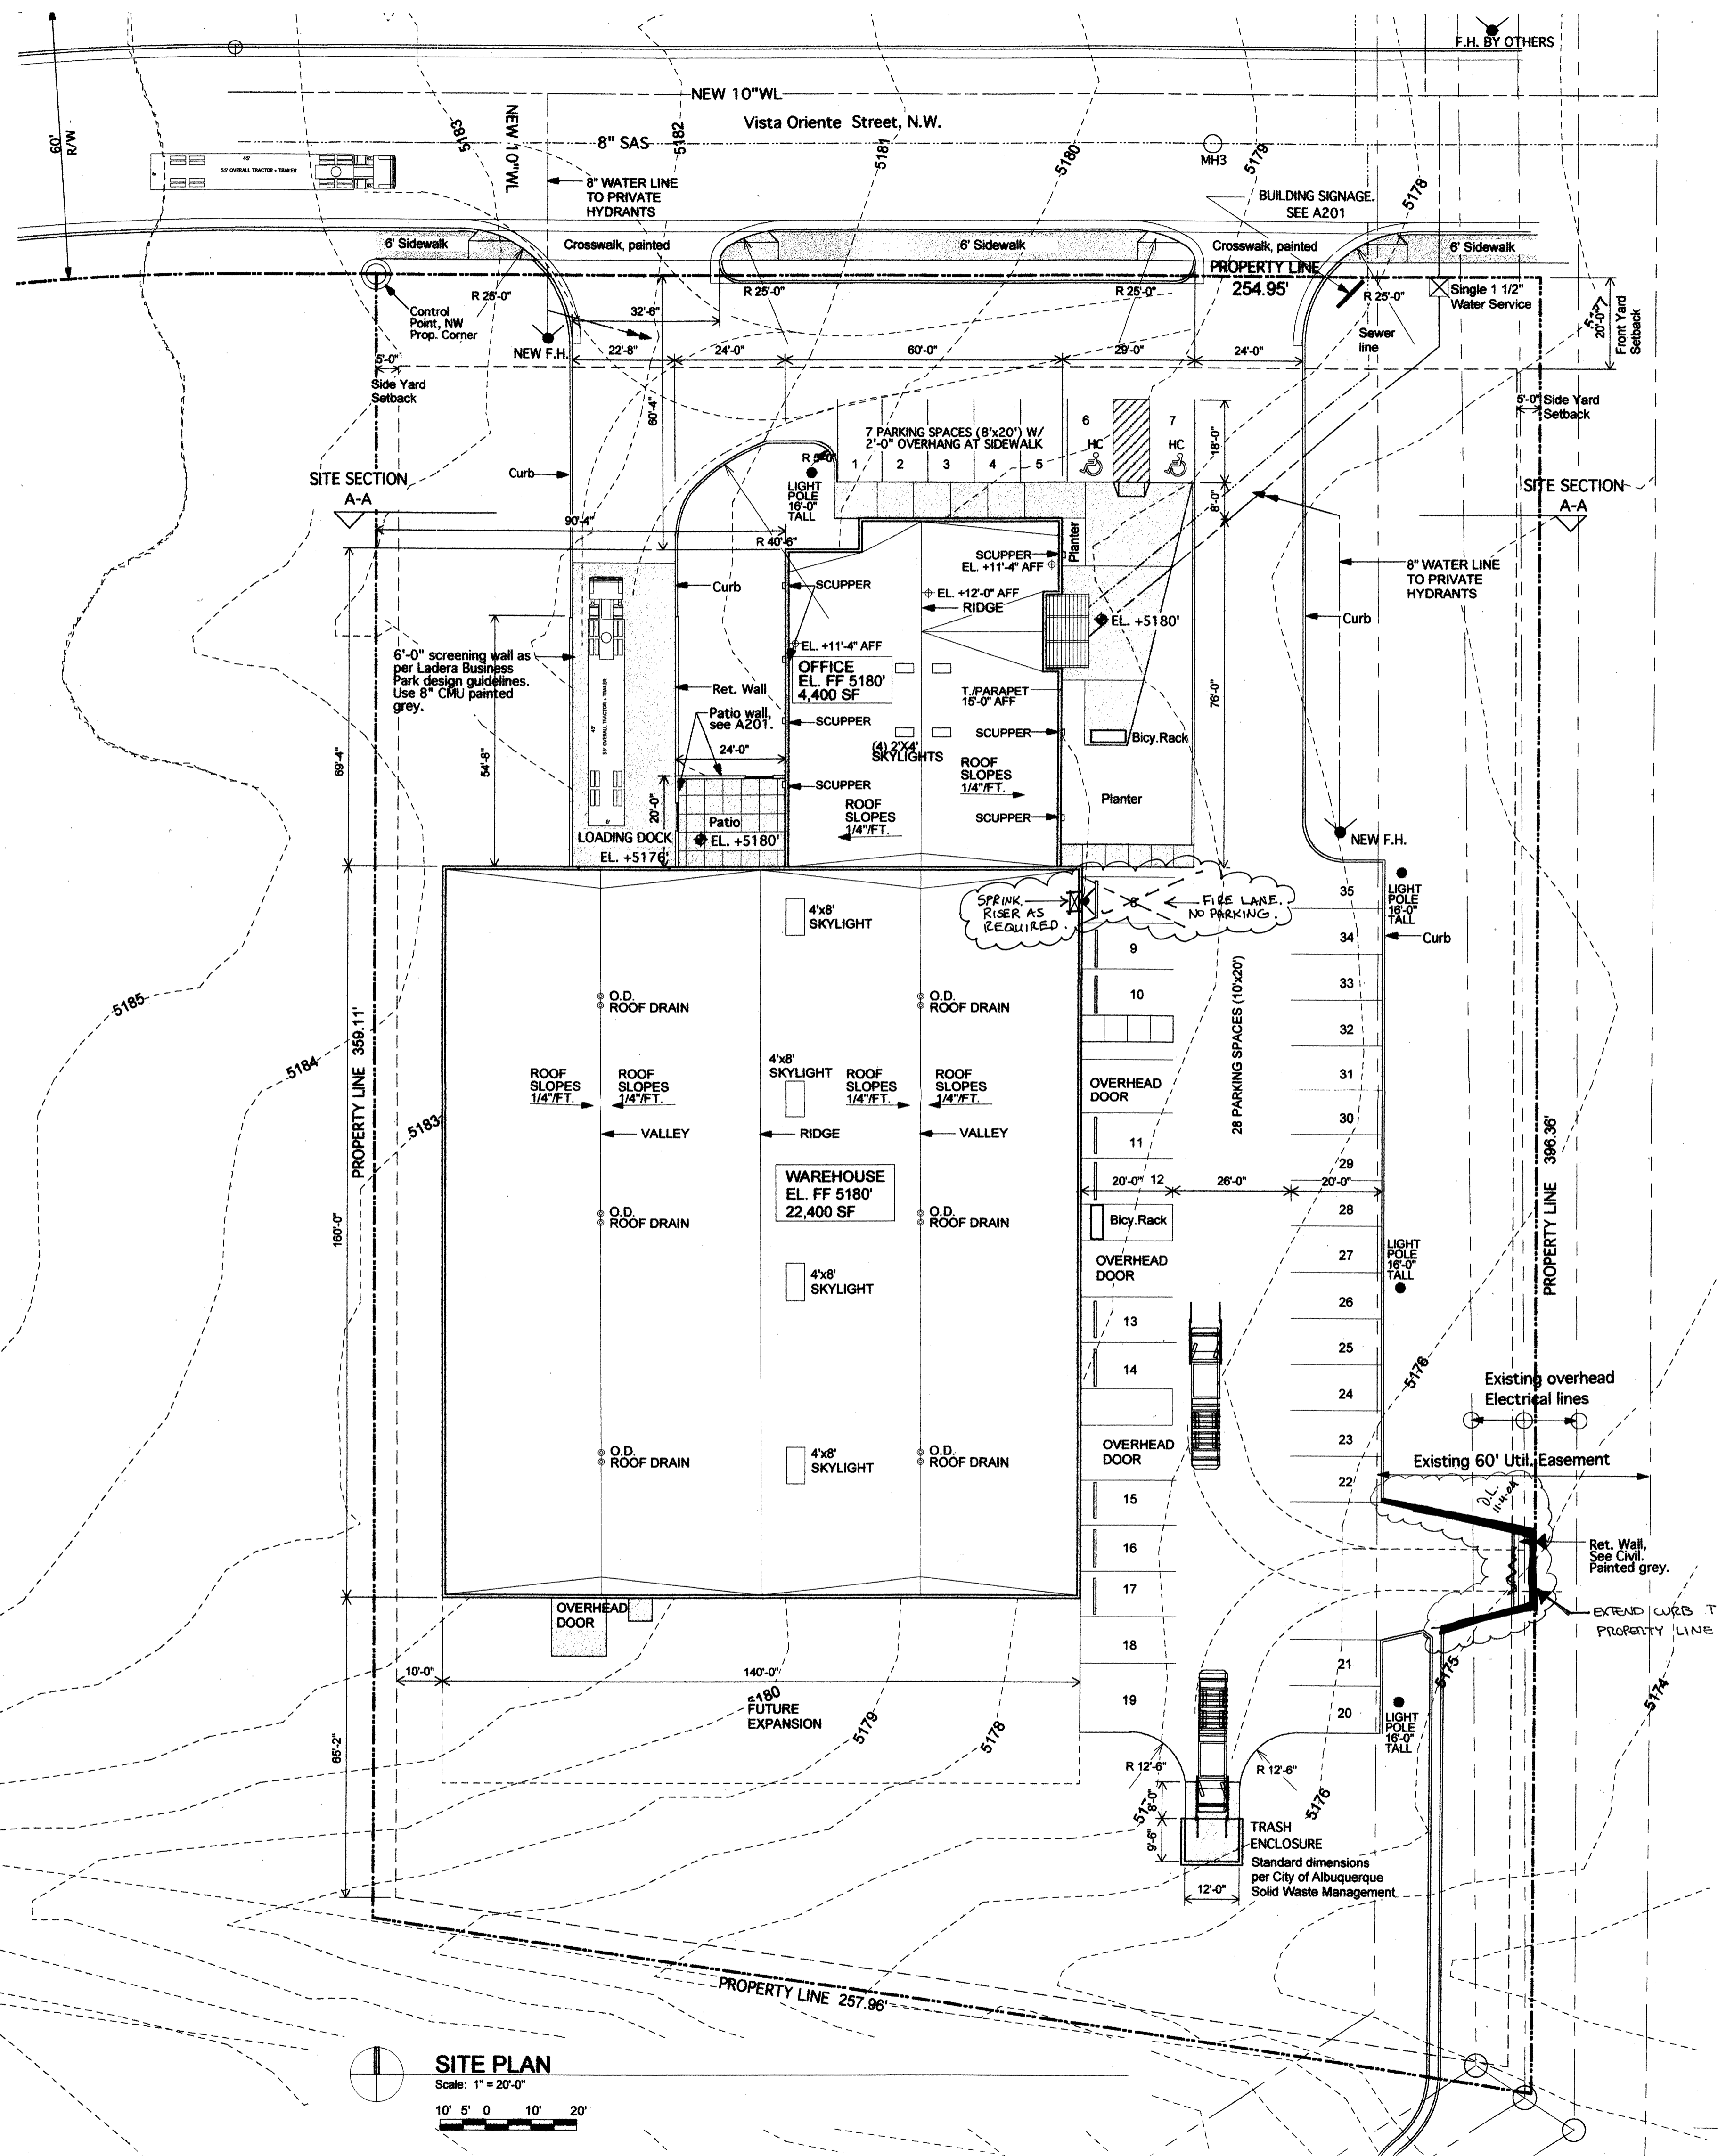 F.H. BY OTHERS
NEW 10"WL
Vista Oriente Street, N.W.
60'
R/W
5183
NEW 10"WL
8" SAS
5182
5181
5180
MH3
5179
5178
45'
8'
55' OVERALL TRACTOR + TRAILER
8" WATER LINE
TO PRIVATE
HYDRANTS
BUILDING SIGNAGE.
SEE A201
6' Sidewalk
Crosswalk, painted
6' Sidewalk
Crosswalk, painted
6' Sidewalk
PROPERTY LINE
254.95'
R 25'-0"
R 25'-0"
R 25'-0"
R 25'-0"
Single 1 1/2"
Water Service
Control
Point, NW
Prop. Corner
32'-6"
Sewer
line
20'-0"
Front Yard
Setback
NEW F.H.
22'-8"
24'-0"
60'-0"
29'-0"
24'-0"
5'-0"
Side Yard
Setback
5'-0"
Side Yard
Setback
60'-4"
7 PARKING SPACES (8'x20') W/
2'-0" OVERHANG AT SIDEWALK
1
2
3
4
5
6
HC
7
HC
18'-0"
Curb
LIGHT
POLE
16'-0"
TALL
SITE SECTION
A-A
SITE SECTION
A-A
8'-0"
90'-4"
R 40'-6"
Planter
SCUPPER
EL. +11'-4" AFF
8" WATER LINE
TO PRIVATE
HYDRANTS
Curb
SCUPPER
EL. +12'-0" AFF
RIDGE
EL. +5180'
Curb
6'-0" screening wall as
per Ladera Business
Park design guidelines.
Use 8" CMU painted
grey.
EL. +11'-4" AFF
OFFICE
EL. FF 5180'
4,400 SF
Ret. Wall
T./PARAPET
15'-0" AFF
76'-0"
45'
55' OVERALL TRACTOR + TRAILER
8'
Patio wall,
see A201.
SCUPPER
SCUPPER
Bicy.Rack
24'-0"
(4) 2'X4'
SKYLIGHTS
69'-4"
54'-8"
ROOF
SLOPES
1/4"/FT.
SCUPPER
20'-0"
ROOF
SLOPES
1/4"/FT.
Planter
SCUPPER
Patio
EL. +5180'
LOADING DOCK
EL. +5176'
NEW F.H.
SPRINK.
RISER AS
REQUIRED.
8
FIRE LANE.
NO PARKING.
35
LIGHT
POLE
16'-0"
TALL
4'x8'
SKYLIGHT
34
Curb
9
28 PARKING SPACES (10'x20')
33
10
5185
O.D.
ROOF DRAIN
O.D.
ROOF DRAIN
32
PROPERTY LINE 359.11'
5184
4'x8'
SKYLIGHT
ROOF
SLOPES
1/4"/FT.
ROOF
SLOPES
1/4"/FT.
ROOF
SLOPES
1/4"/FT.
ROOF
SLOPES
1/4"/FT.
OVERHEAD
DOOR
31
5183
VALLEY
RIDGE
VALLEY
11
30
PROPERTY LINE 396.36'
WAREHOUSE
EL. FF 5180'
22,400 SF
29
20'-0"
12
26'-0"
20'-0"
160'-0"
O.D.
ROOF DRAIN
O.D.
ROOF DRAIN
Bicy.Rack
28
OVERHEAD
DOOR
27
LIGHT
POLE
16'-0"
TALL
4'x8'
SKYLIGHT
26
13
25
14
24
5176
Existing overhead
Electrical lines
OVERHEAD
DOOR
23
O.D.
ROOF DRAIN
4'x8'
SKYLIGHT
O.D.
ROOF DRAIN
Existing 60' Util. Easement
22
15
D.L.
11-4-04
16
Ret. Wall,
See Civil.
Painted grey.
17
OVERHEAD
DOOR
EXTEND CURB T
PROPERTY LINE
18
21
5175
10'-0"
140'-0"
5180
FUTURE
EXPANSION
5179
5178
5174
19
20
LIGHT
POLE
16'-0"
TALL
65'-2"
R 12'-6"
R 12'-6"
8'-0"
5176
9'-6"
TRASH
ENCLOSURE
Standard dimensions
per City of Albuquerque
Solid Waste Management
12'-0"
PROPERTY LINE 257.96'
SITE PLAN
Scale: 1" = 20'-0"
10' 5' 0 10' 20'